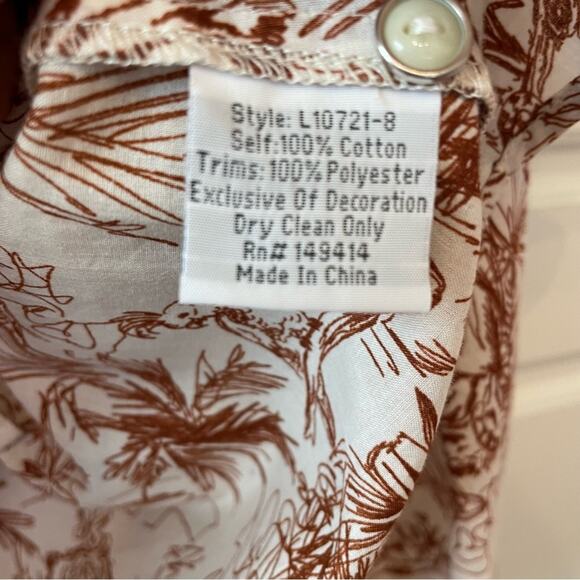 Style: L10721-8
Self:100% Cotton
Trims:100% Polyester
Exclusive Of Decoration
Dry Clean Only
Rn# 149414
Made In China